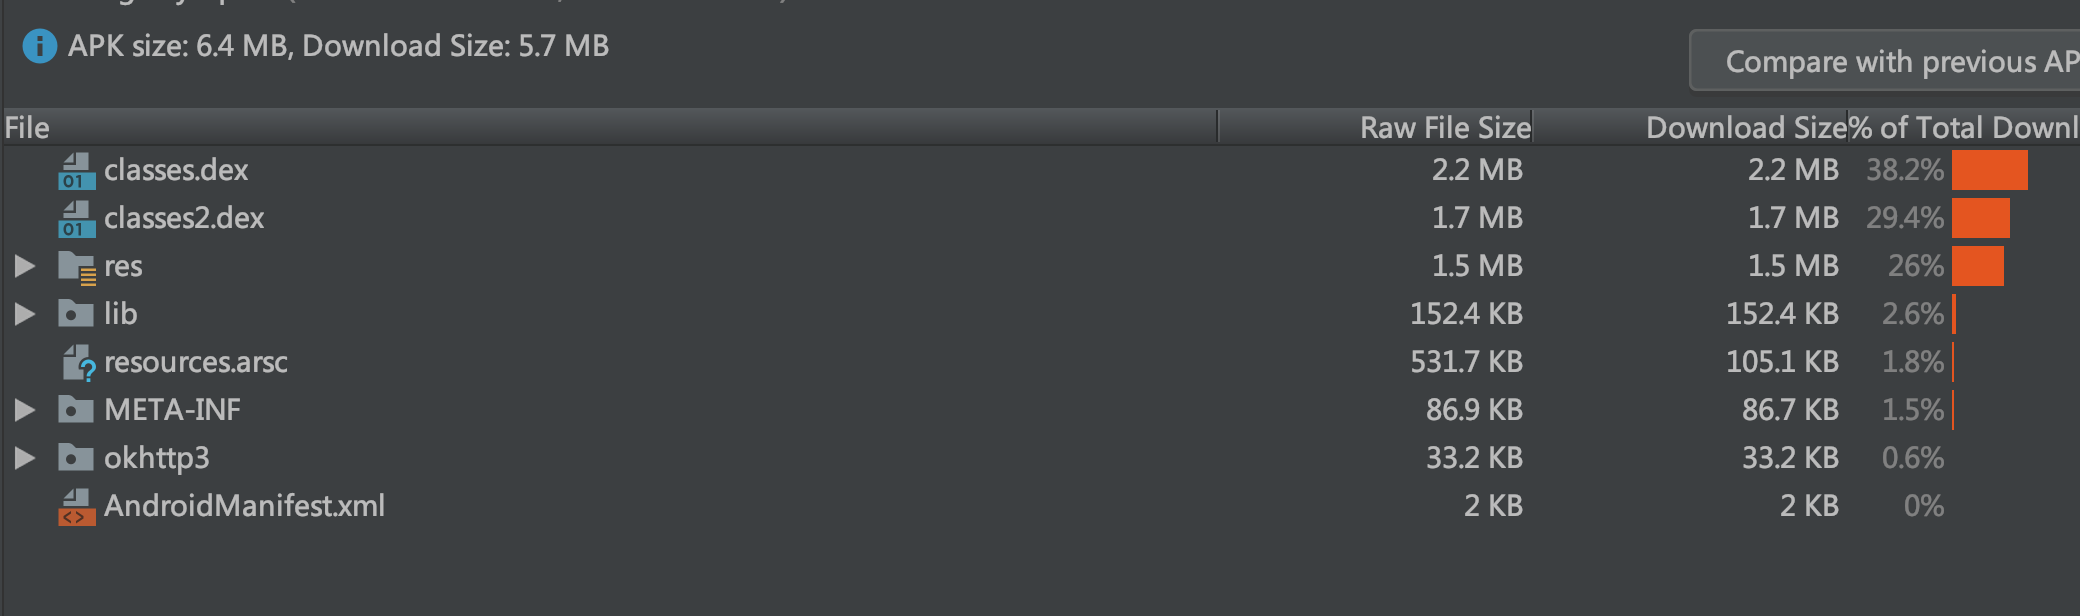 APK size: 6.4 MB, Download Size: 5.7 MB
Compare with previous AP
File Raw File Size Download Size % of Total Downl
classes.dex 2.2 MB 2.2 MB 38.2%
classes2.dex 1.7 MB 1.7 MB 29.4%
res 1.5 MB 1.5 MB 26%
lib 152.4 KB 152.4 KB 2.6%
resources.arsc 531.7 KB 105.1 KB 1.8%
META-INF 86.9 KB 86.7 KB 1.5%
okhttp3 33.2 KB 33.2 KB 0.6%
AndroidManifest.xml 2 KB 2 KB 0%